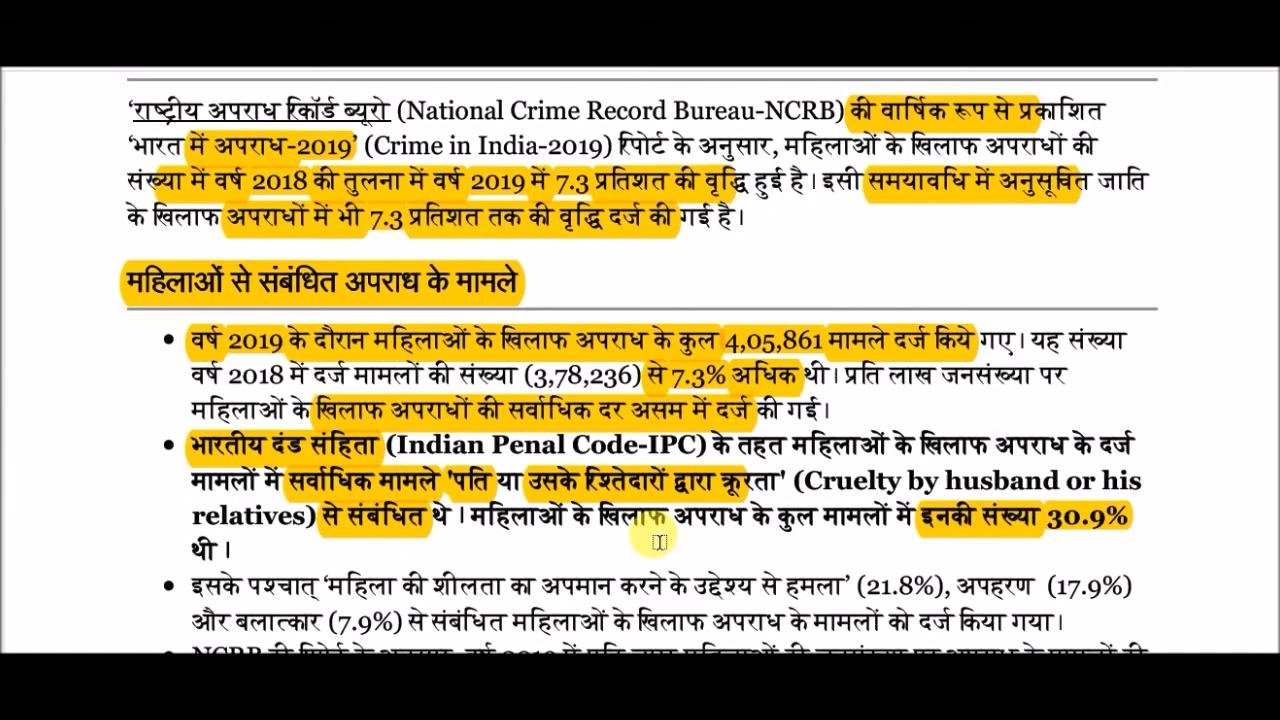 ‘राष्ट्रीय अपराध रिकॉर्ड ब्यूरो (National Crime Record Bureau-NCRB) की वार्षिक रूप से प्रकाशित
‘भारत में अपराध-2019’ (Crime in India-2019) रिपोर्ट के अनुसार, महिलाओं के खिलाफ अपराधों की
संख्या में वर्ष 2018 की तुलना में वर्ष 2019 में 7.3 प्रतिशत की वृद्धि हुई है। इसी समयावधि में अनुसूचित जाति
के खिलाफ अपराधों में भी 7.3 प्रतिशत तक की वृद्धि दर्ज की गई है।
महिलाओं से संबंधित अपराध के मामले
• वर्ष 2019 के दौरान महिलाओं के खिलाफ अपराध के कुल 4,05,861 मामले दर्ज किये गए। यह संख्या
वर्ष 2018 में दर्ज मामलों की संख्या (3,78,236) से 7.3% अधिक थी। प्रति लाख जनसंख्या पर
महिलाओं के खिलाफ अपराधों की सर्वाधिक दर असम में दर्ज की गई।
• भारतीय दंड संहिता (Indian Penal Code-IPC) के तहत महिलाओं के खिलाफ अपराध के दर्ज
मामलों में सर्वाधिक मामले 'पति या उसके रिश्तेदारों द्वारा क्रूरता' (Cruelty by husband or his
relatives) से संबंधित थे । महिलाओं के खिलाफ अपराध के कुल मामलों में इनकी संख्या 30.9%
थी ।
• इसके पश्चात् ‘महिला की शीलता का अपमान करने के उद्देश्य से हमला’ (21.8%), अपहरण (17.9%)
और बलात्कार (7.9%) से संबंधित महिलाओं के खिलाफ अपराध के मामलों को दर्ज किया गया।